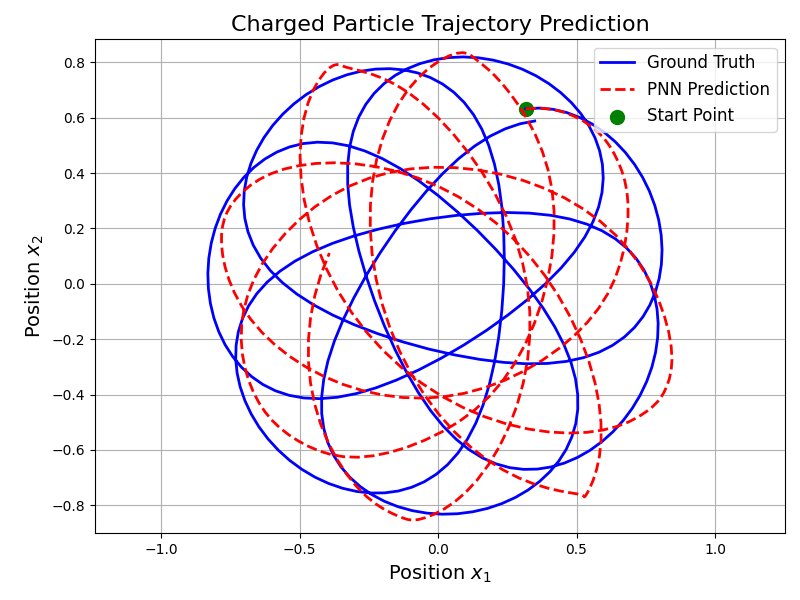 Charged Particle Trajectory Prediction
Ground Truth
PNN Prediction
Start Point
Position x₂
0.8
0.6
0.4
0.2
0.0
−0.2
−0.4
−0.6
−0.8
−1.0
−0.5
0.0
0.5
1.0
Position x₁